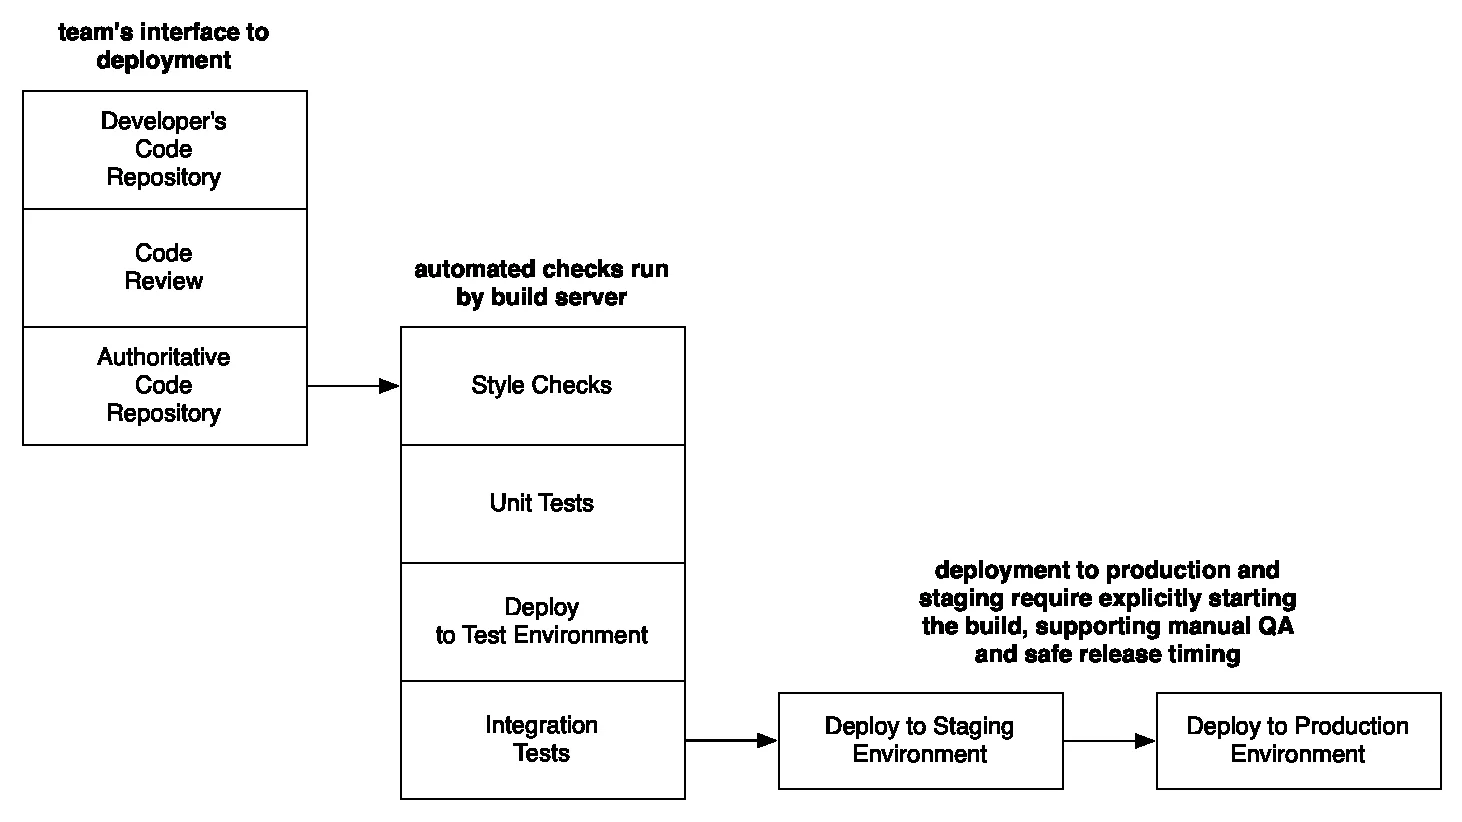 team's interface to
deployment
Developer's
Code
Repository
Code
Review
Authoritative
Code
Repository
automated checks run
by build server
Style Checks
Unit Tests
Deploy
to Test Environment
Integration
Tests
deployment to production and
staging require explicitly starting
the build, supporting manual QA
and safe release timing
Deploy to Staging
Environment
Deploy to Production
Environment